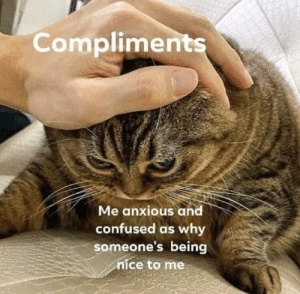 Compliments
Me anxious and
confused as why
someone's being
nice to me